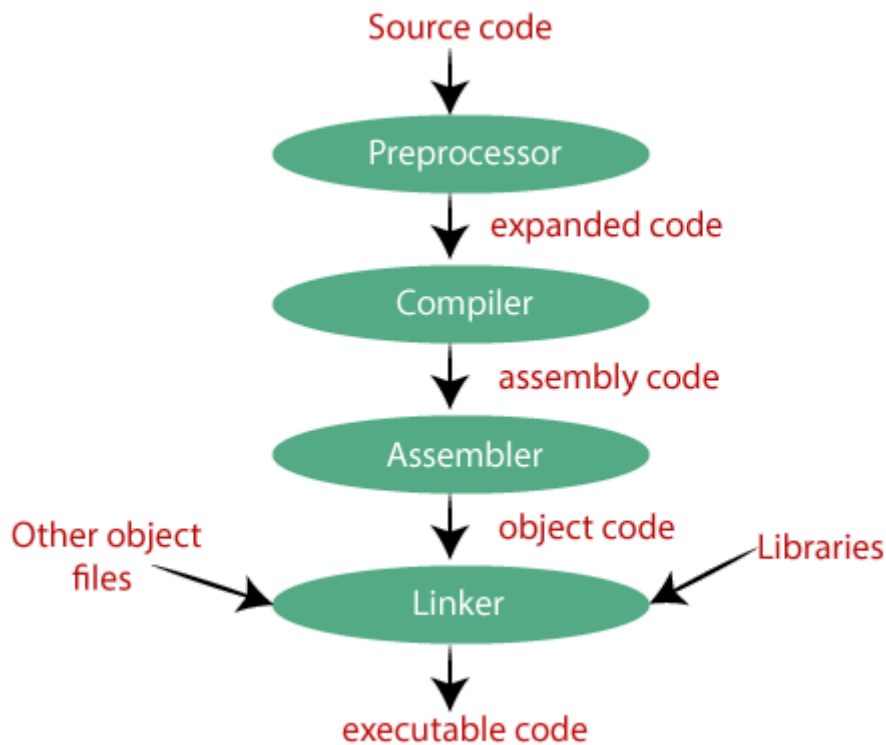 Source code
Preprocessor
expanded code
Compiler
assembly code
Assembler
object code
Other object
files
Libraries
Linker
executable code